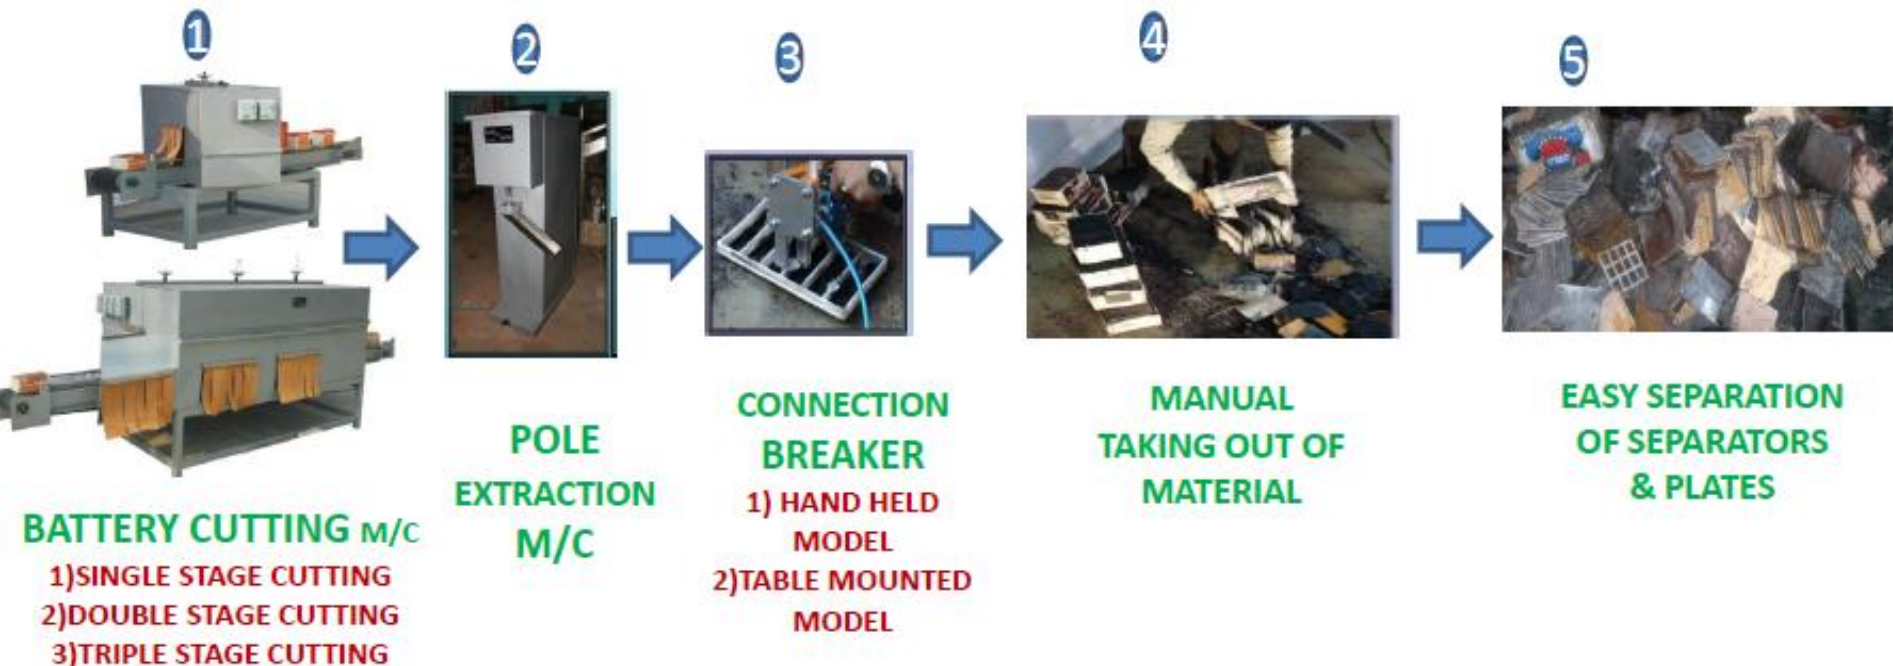 1
BATTERY CUTTING M/C
1)SINGLE STAGE CUTTING
2)DOUBLE STAGE CUTTING
3)TRIPLE STAGE CUTTING
2
POLE
EXTRACTION
M/C
3
CONNECTION
BREAKER
1) HAND HELD
MODEL
2)TABLE MOUNTED
MODEL
4
MANUAL
TAKING OUT OF
MATERIAL
5
EASY SEPARATION
OF SEPARATORS
& PLATES